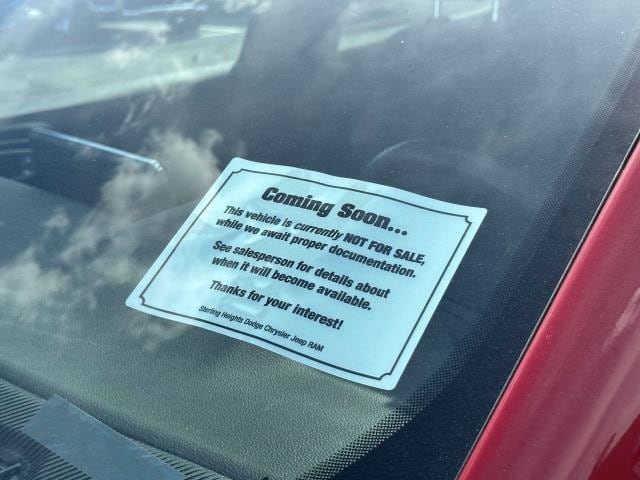 Coming Soon...
This vehicle is currently NOT FOR SALE,
while we await proper documentation.
See salesperson for details about
when it will become available.
Thanks for your interest!
Sterling Heights Dodge Chrysler Jeep RAM